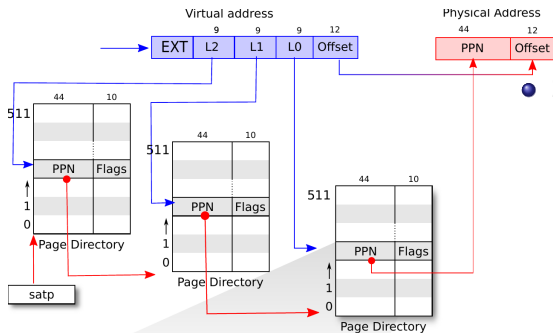 Virtual address
Physical Address
9 9 9 12
EXT L2 L1 L0 Offset
44 12
PPN Offset
44 10
511
PPN Flags
1
0
Page Directory
satp
44 10
511
PPN Flags
1
0
Page Directory
44 10
511
PPN Flags
1
0
Page Directory